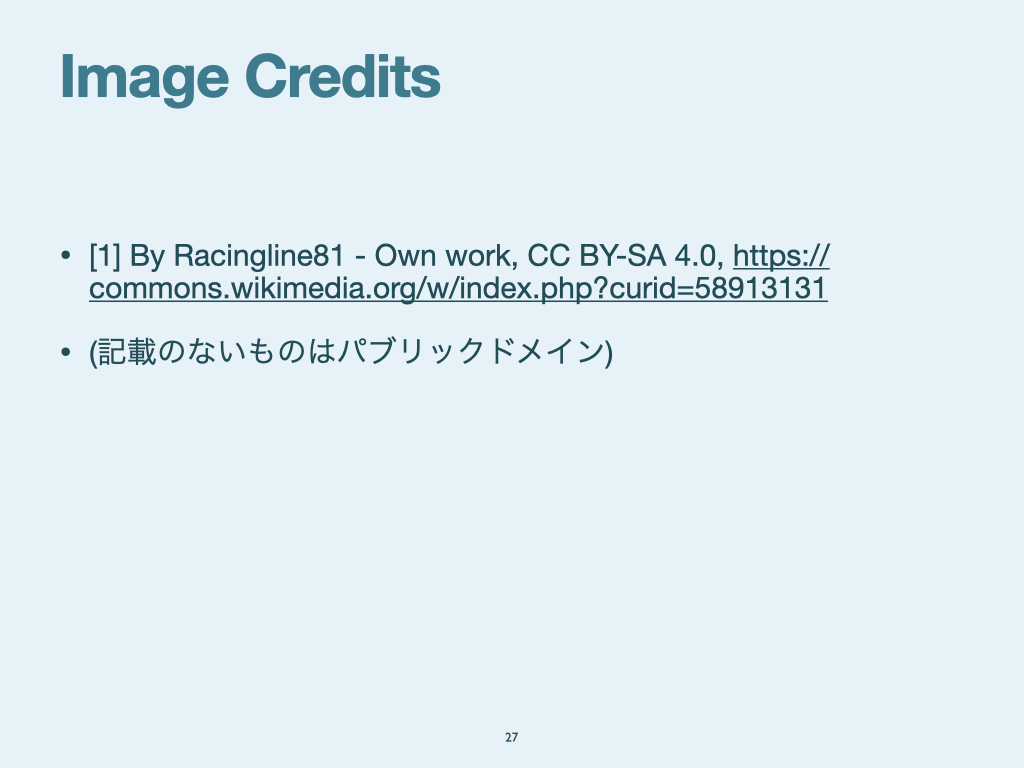 Image Credits
• [1] By Racingline81 - Own work, CC BY-SA 4.0, https://
commons.wikimedia.org/w/index.php?curid=58913131
• (記載のないものはパブリックドメイン)
27